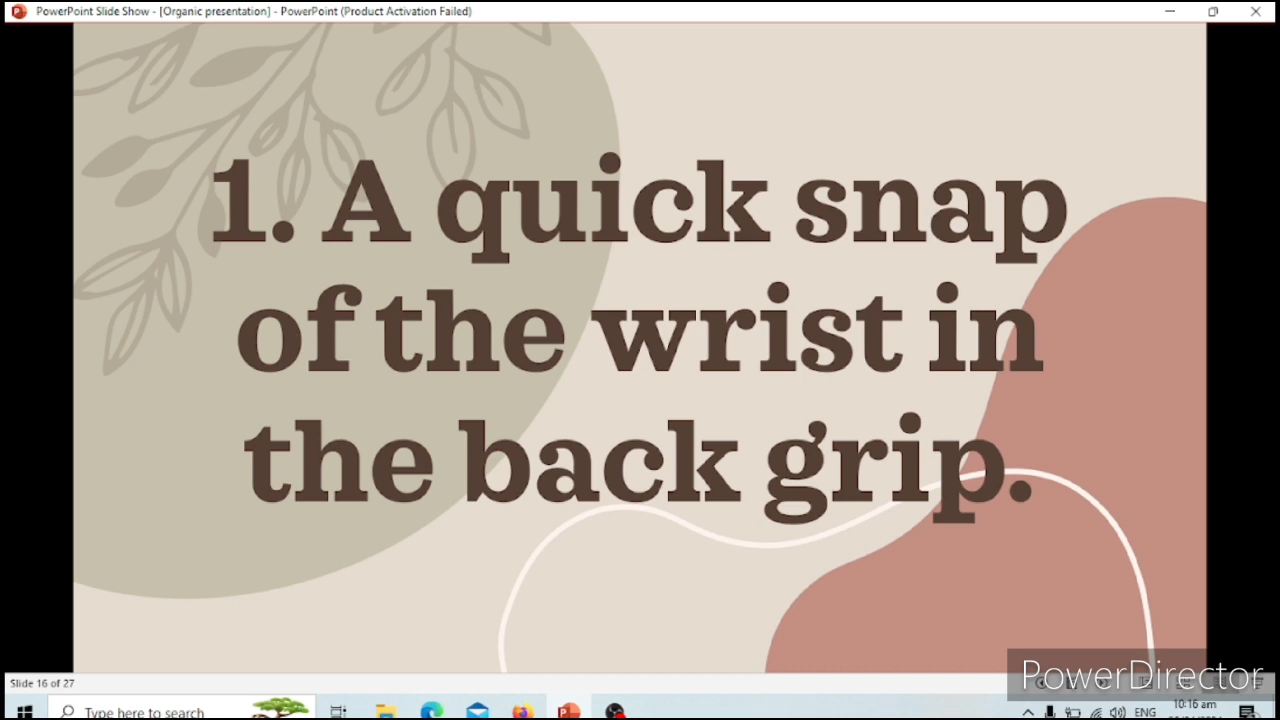 PowerPoint Slide Show - [Organic presentation] - PowerPoint (Product Activation Failed)
1. A quick snap
of the wrist in
the back grip.
Slide 16 of 27
PowerDirector
Type here to search
ENG
10:16 am